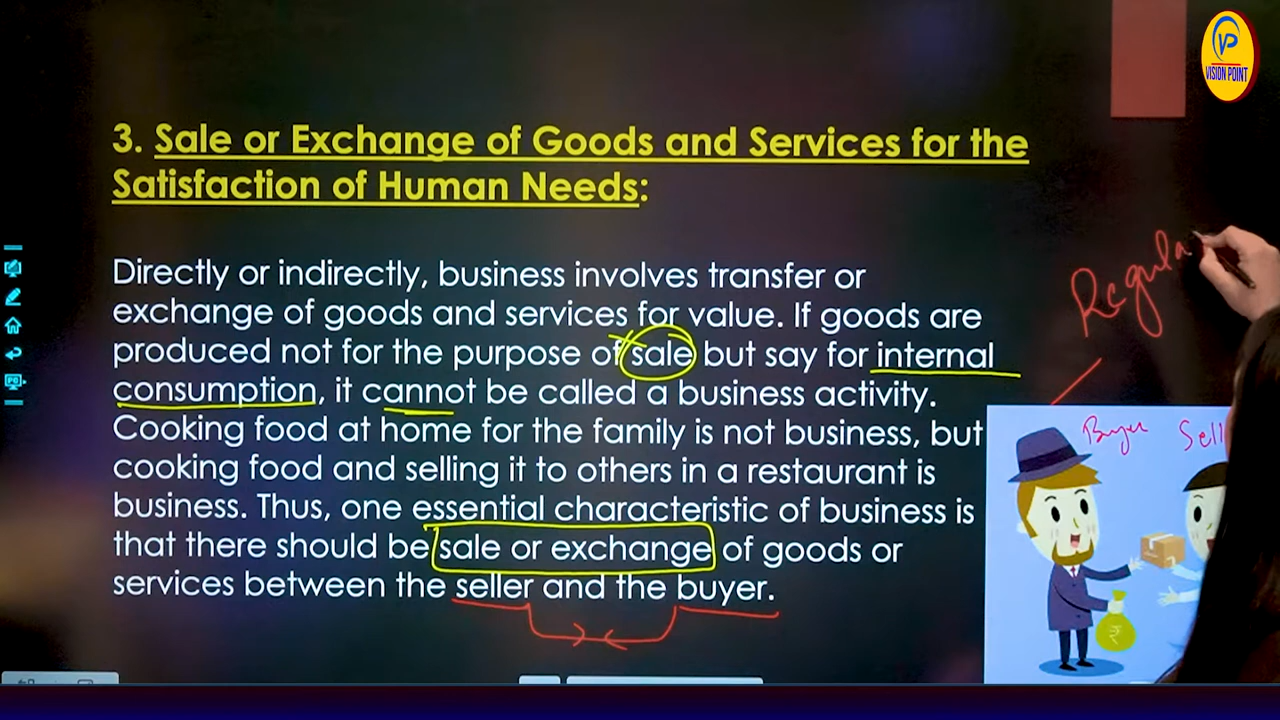 VP
VISION POINT
3. Sale or Exchange of Goods and Services for the
Satisfaction of Human Needs:
Directly or indirectly, business involves transfer or
exchange of goods and services for value. If goods are
produced not for the purpose of sale but say for internal
consumption, it cannot be called a business activity.
Cooking food at home for the family is not business, but
cooking food and selling it to others in a restaurant is
business. Thus, one essential characteristic of business is
that there should be sale or exchange of goods or
services between the seller and the buyer.
Regula
Buyer Sell
₹